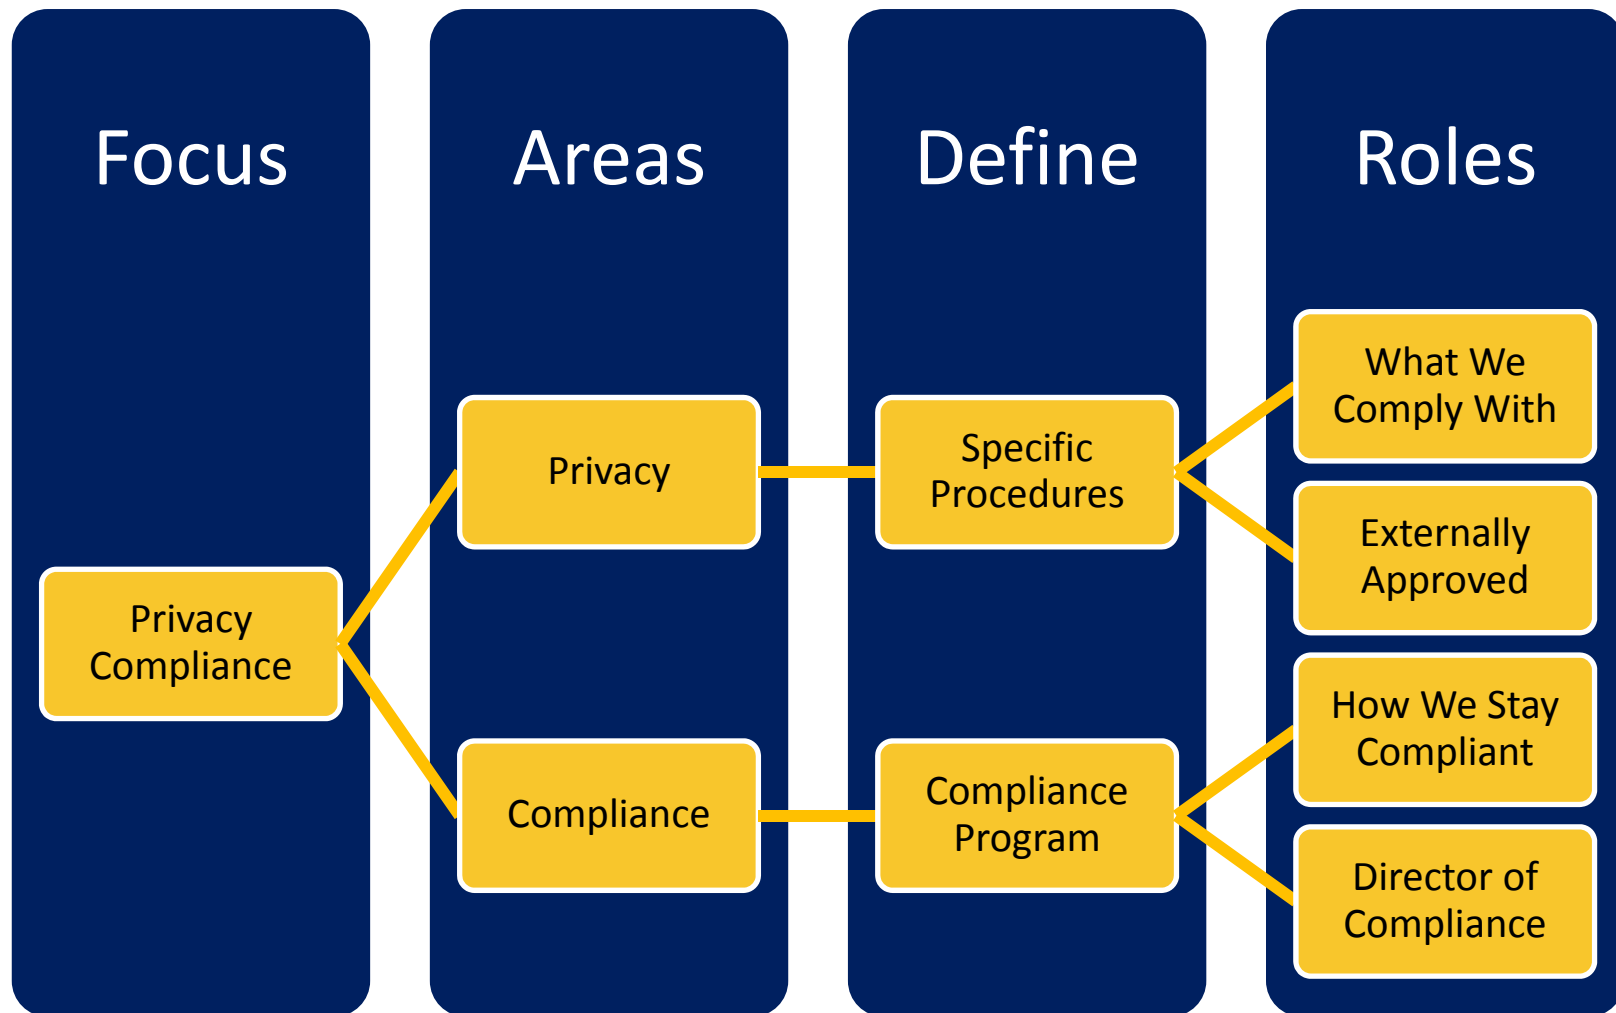 Focus
Areas
Define
Roles
Privacy
Compliance
Privacy
Compliance
Specific
Procedures
Compliance
Program
What We
Comply With
Externally
Approved
How We Stay
Compliant
Director of
Compliance